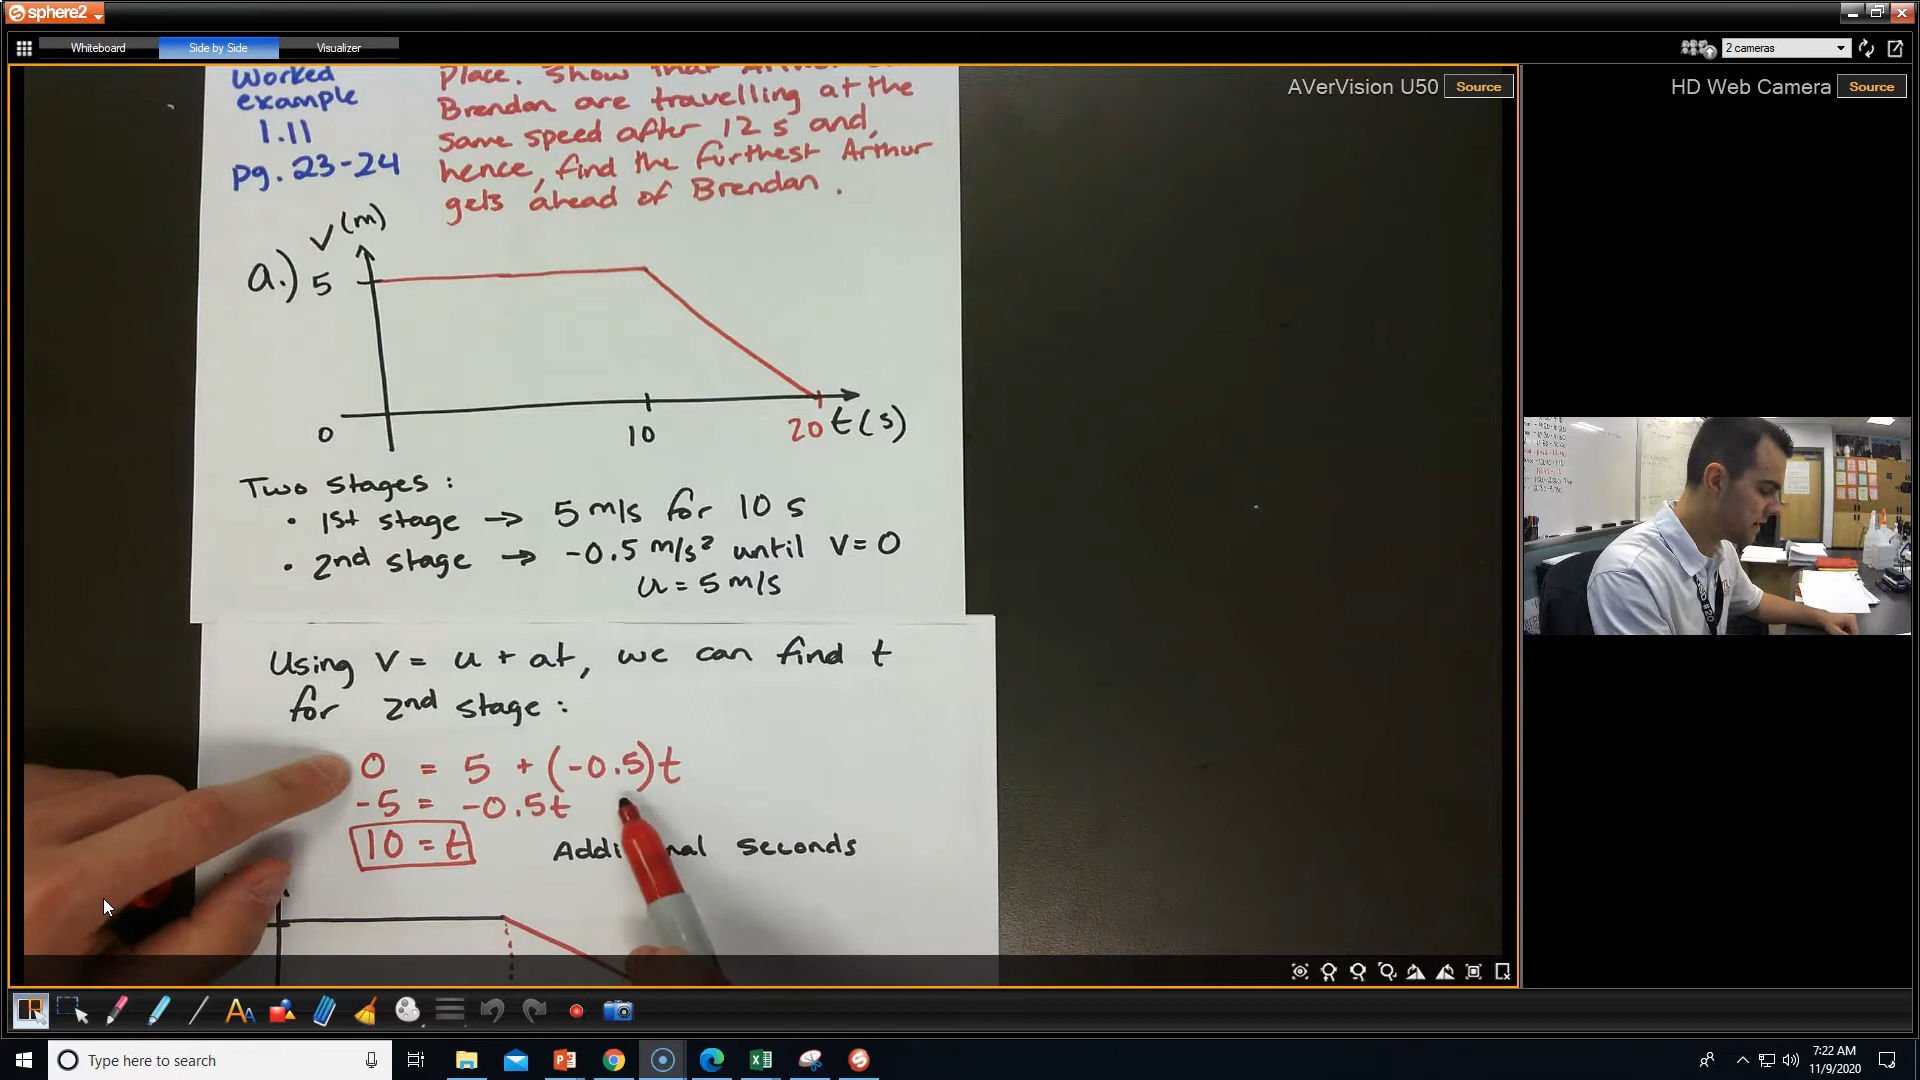 sphere2
Whiteboard
Side by Side
Visualizer
2 cameras
AVerVision U50
Source
HD Web Camera
Source
Worked
example
1.11
pg. 23-24
place. Show that
Brendan are travelling at the
same speed after 12 s and,
hence, find the furthest Arthur
gets ahead of Brendan.
V (m)
a.) 5
0
10
20 t(s)
Two stages:
• 1st stage → 5 m/s for 10 s
• 2nd stage → -0.5 m/s² until v = 0
u = 5 m/s
Using v = u + at, we can find t
for 2nd stage:
0 = 5 + (-0.5)t
-5 = -0.5t
10 = t
seconds
Type here to search
7:22 AM
11/9/2020